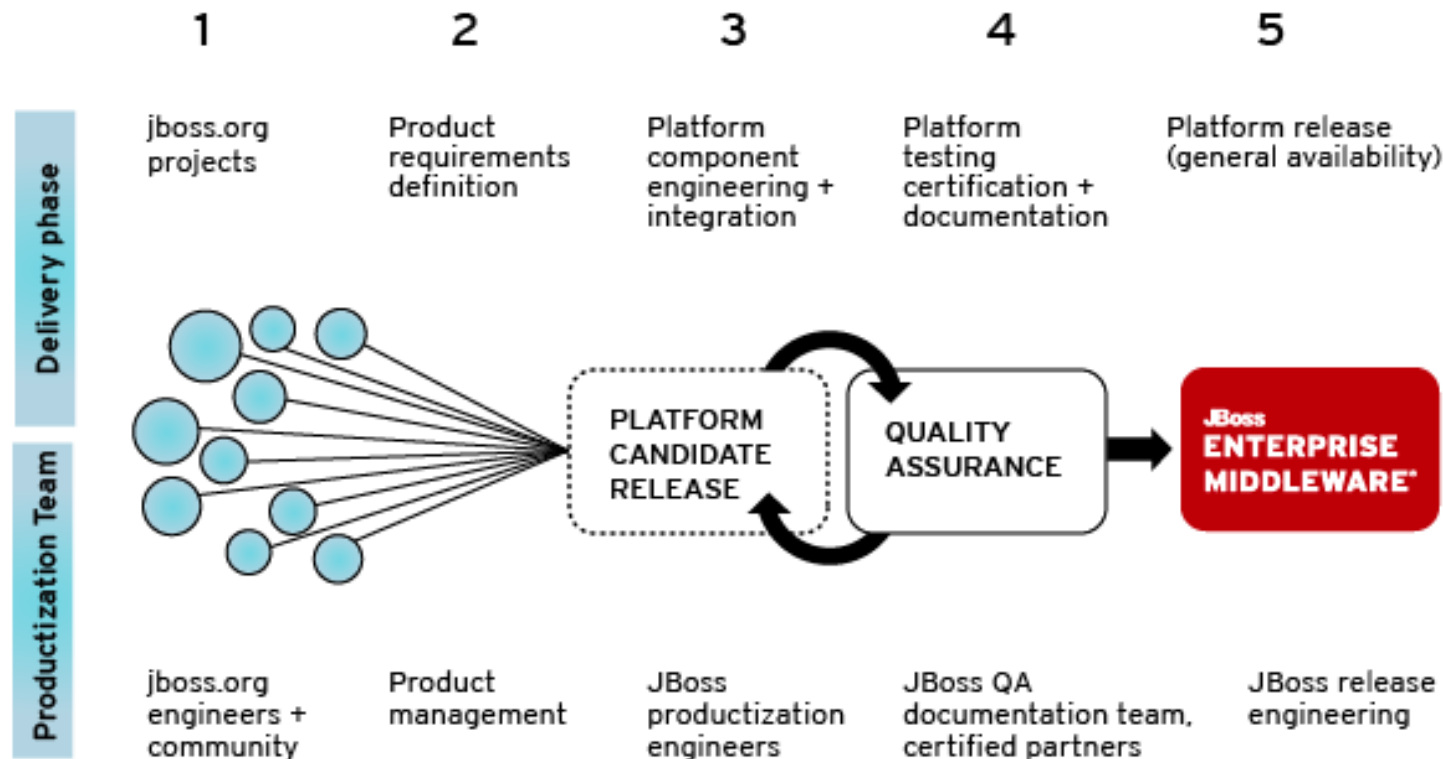 1
2
3
4
5
Delivery phase
jboss.org
projects
Product
requirements
definition
Platform
component
engineering +
integration
Platform
testing
certification +
documentation
Platform release
(general availability)
PLATFORM
CANDIDATE
RELEASE
QUALITY
ASSURANCE
JBoss
ENTERPRISE
MIDDLEWARE*
Productization Team
jboss.org
engineers +
community
Product
management
JBoss
productization
engineers
JBoss QA
documentation team,
certified partners
JBoss release
engineering